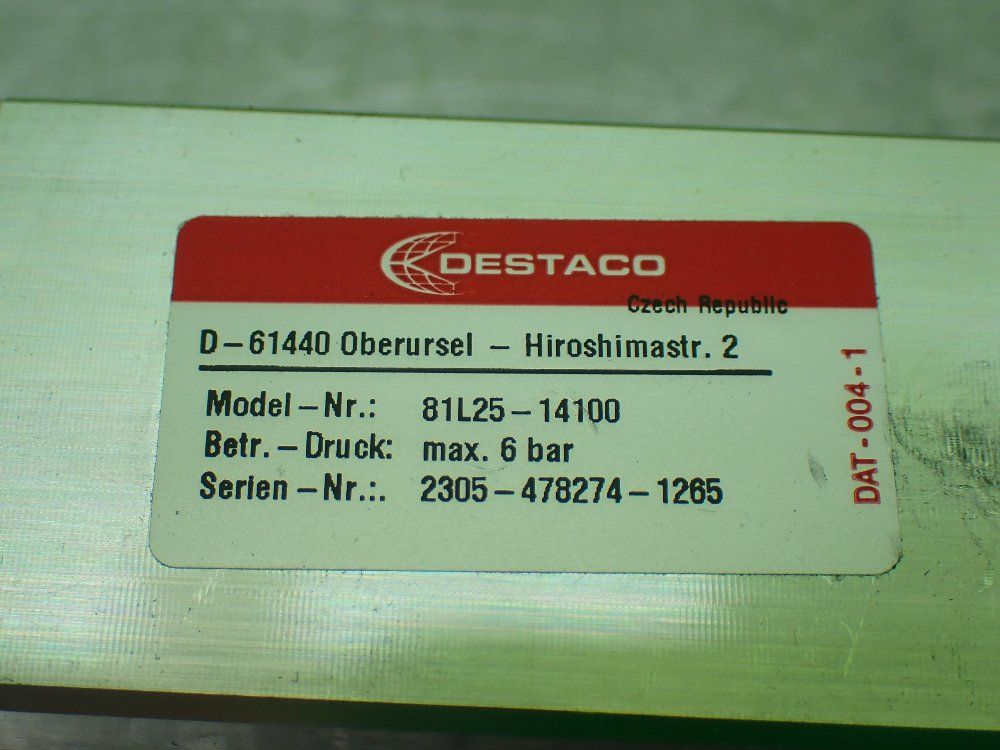 DESTACO
Czech Republic
D-61440 Oberursel - Hiroshimastr. 2
Model-Nr.: 81L25-14100
Betr.-Druck: max. 6 bar
Serien-Nr.:. 2305-478274-1265
DAT-004-1